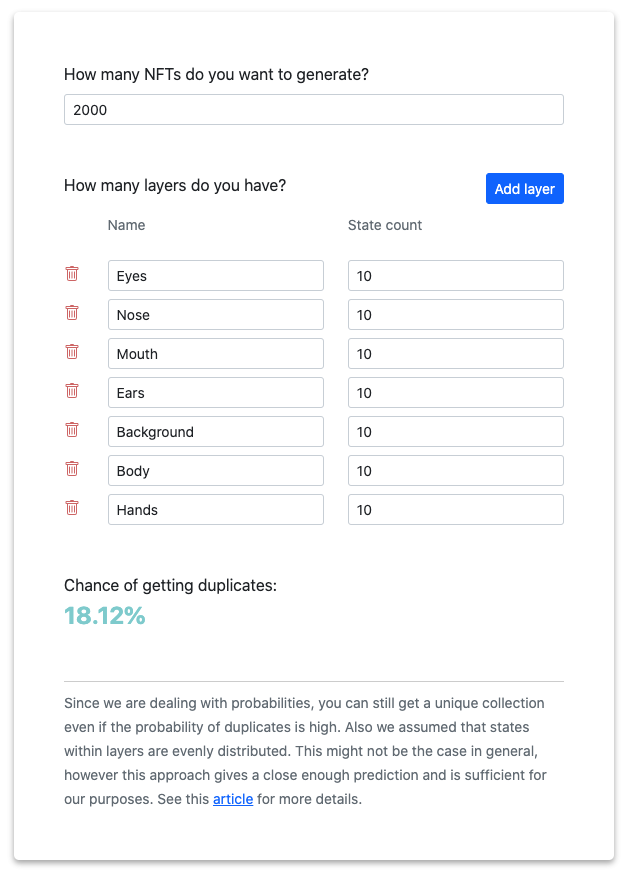 How many NFTs do you want to generate?
2000
How many layers do you have?
Add layer
Name State count
Eyes 10
Nose 10
Mouth 10
Ears 10
Background 10
Body 10
Hands 10
Chance of getting duplicates:
18.12%
Since we are dealing with probabilities, you can still get a unique collection
even if the probability of duplicates is high. Also we assumed that states
within layers are evenly distributed. This might not be the case in general,
however this approach gives a close enough prediction and is sufficient for
our purposes. See this article for more details.